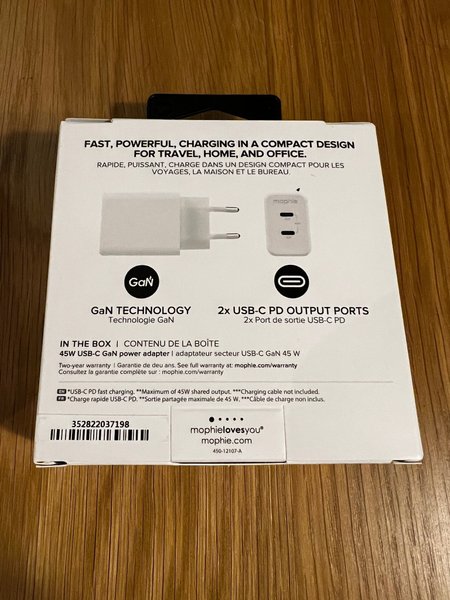 FAST, POWERFUL, CHARGING IN A COMPACT DESIGN
FOR TRAVEL, HOME, AND OFFICE.
RAPIDE, PUISSANT, CHARGE DANS UN DESIGN COMPACT POUR LES
VOYAGES, LA MAISON ET LE BUREAU.
mophie
GaN
GaN TECHNOLOGY
Technologie GaN
2x USB-C PD OUTPUT PORTS
2x Port de sortie USB-C PD
IN THE BOX | CONTENU DE LA BOÎTE
45W USB-C GaN power adapter | adaptateur secteur USB-C GaN 45 W
Two-year warranty | Garantie de deux ans. See full warranty at: mophie.com/warranty
Consultez la garantie complète sur : mophie.com/warranty
EN *USB-C PD fast charging. **Maximum of 45W shared output. ***Charging cable not included.
FR *Charge rapide USB-C PD. **Sortie partagée maximale de 45 W. ***Câble de charge non inclus.
352822037198
mophielovesyou®
mophie.com
450-12107-A